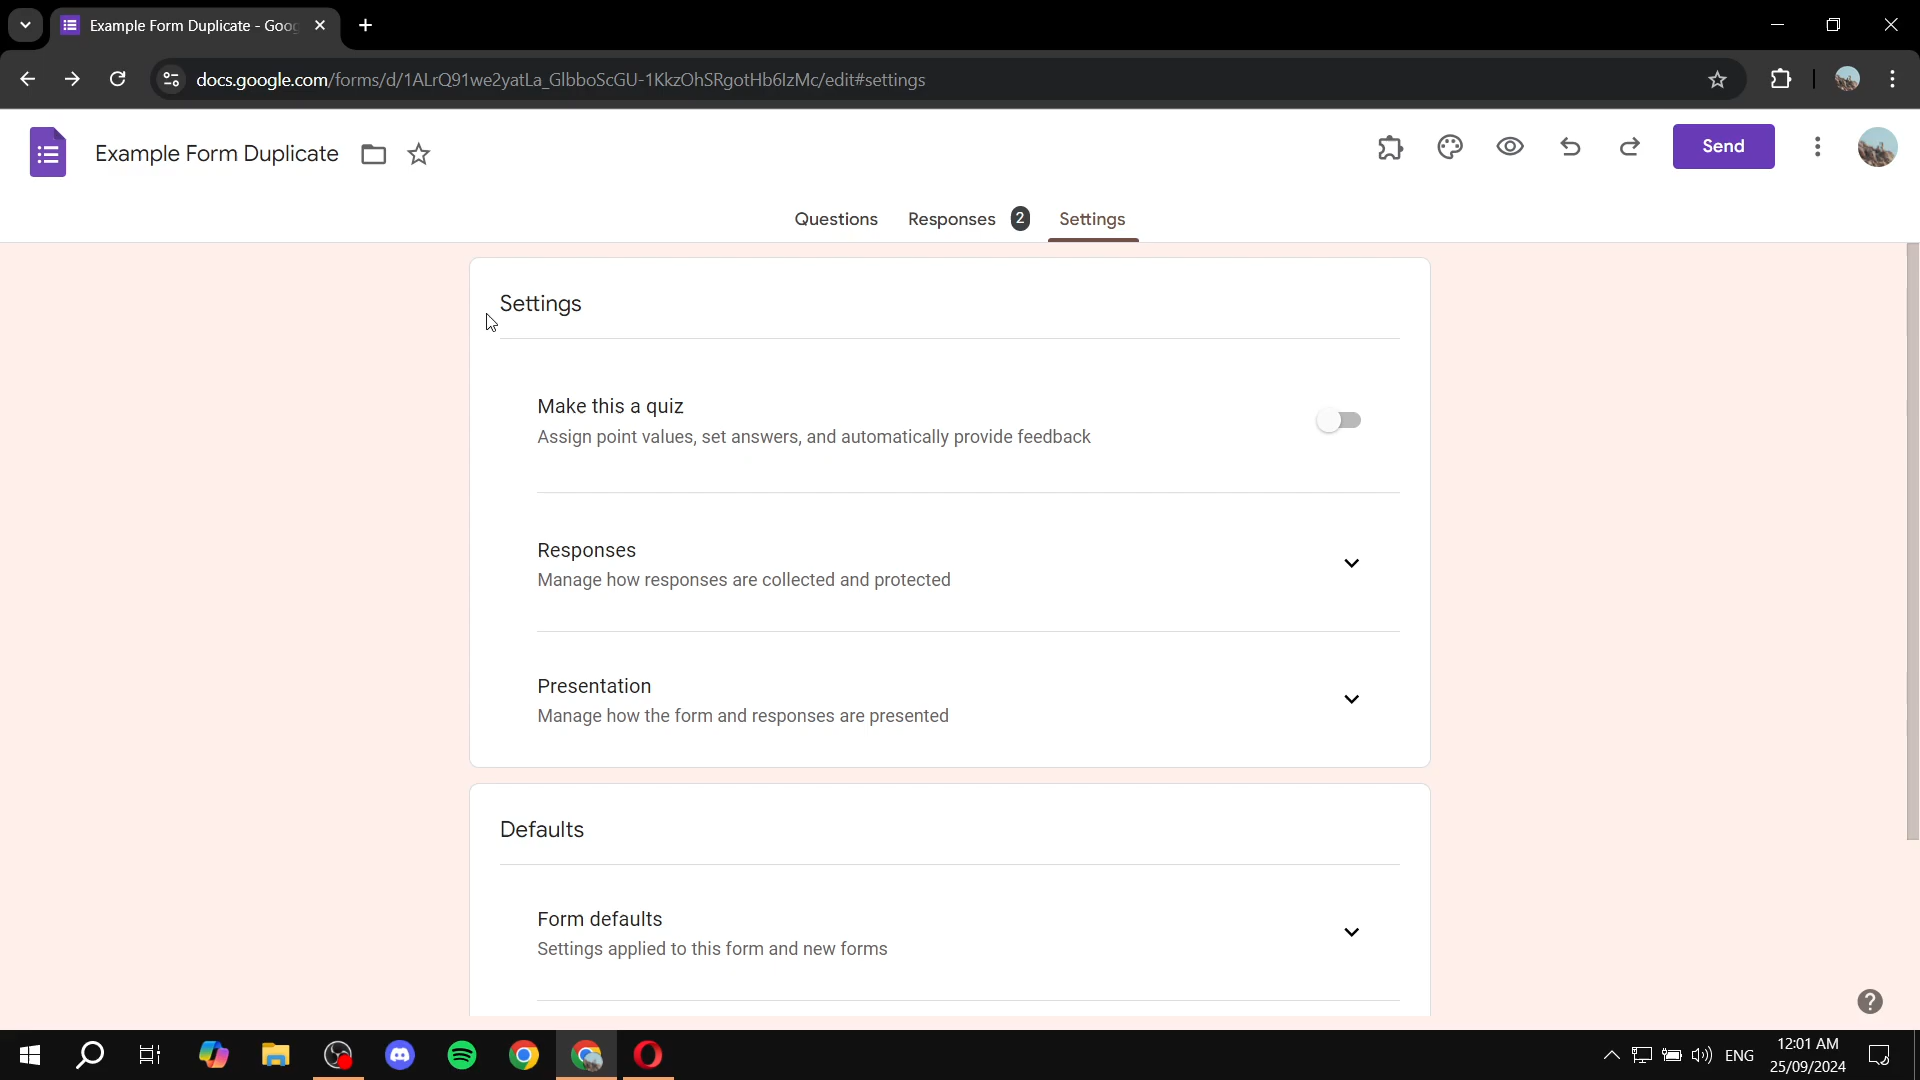 Example Form Duplicate - Goo
docs.google.com/forms/d/1ALrQ91we2yatLa_GlbboScGU-1KkzOhSRgotHb6lzMc/edit#settings
Example Form Duplicate
Send
Questions
Responses
2
Settings
Settings
Make this a quiz
Assign point values, set answers, and automatically provide feedback
Responses
Manage how responses are collected and protected
Presentation
Manage how the form and responses are presented
Defaults
Form defaults
Settings applied to this form and new forms
ENG
12:01 AM
25/09/2024